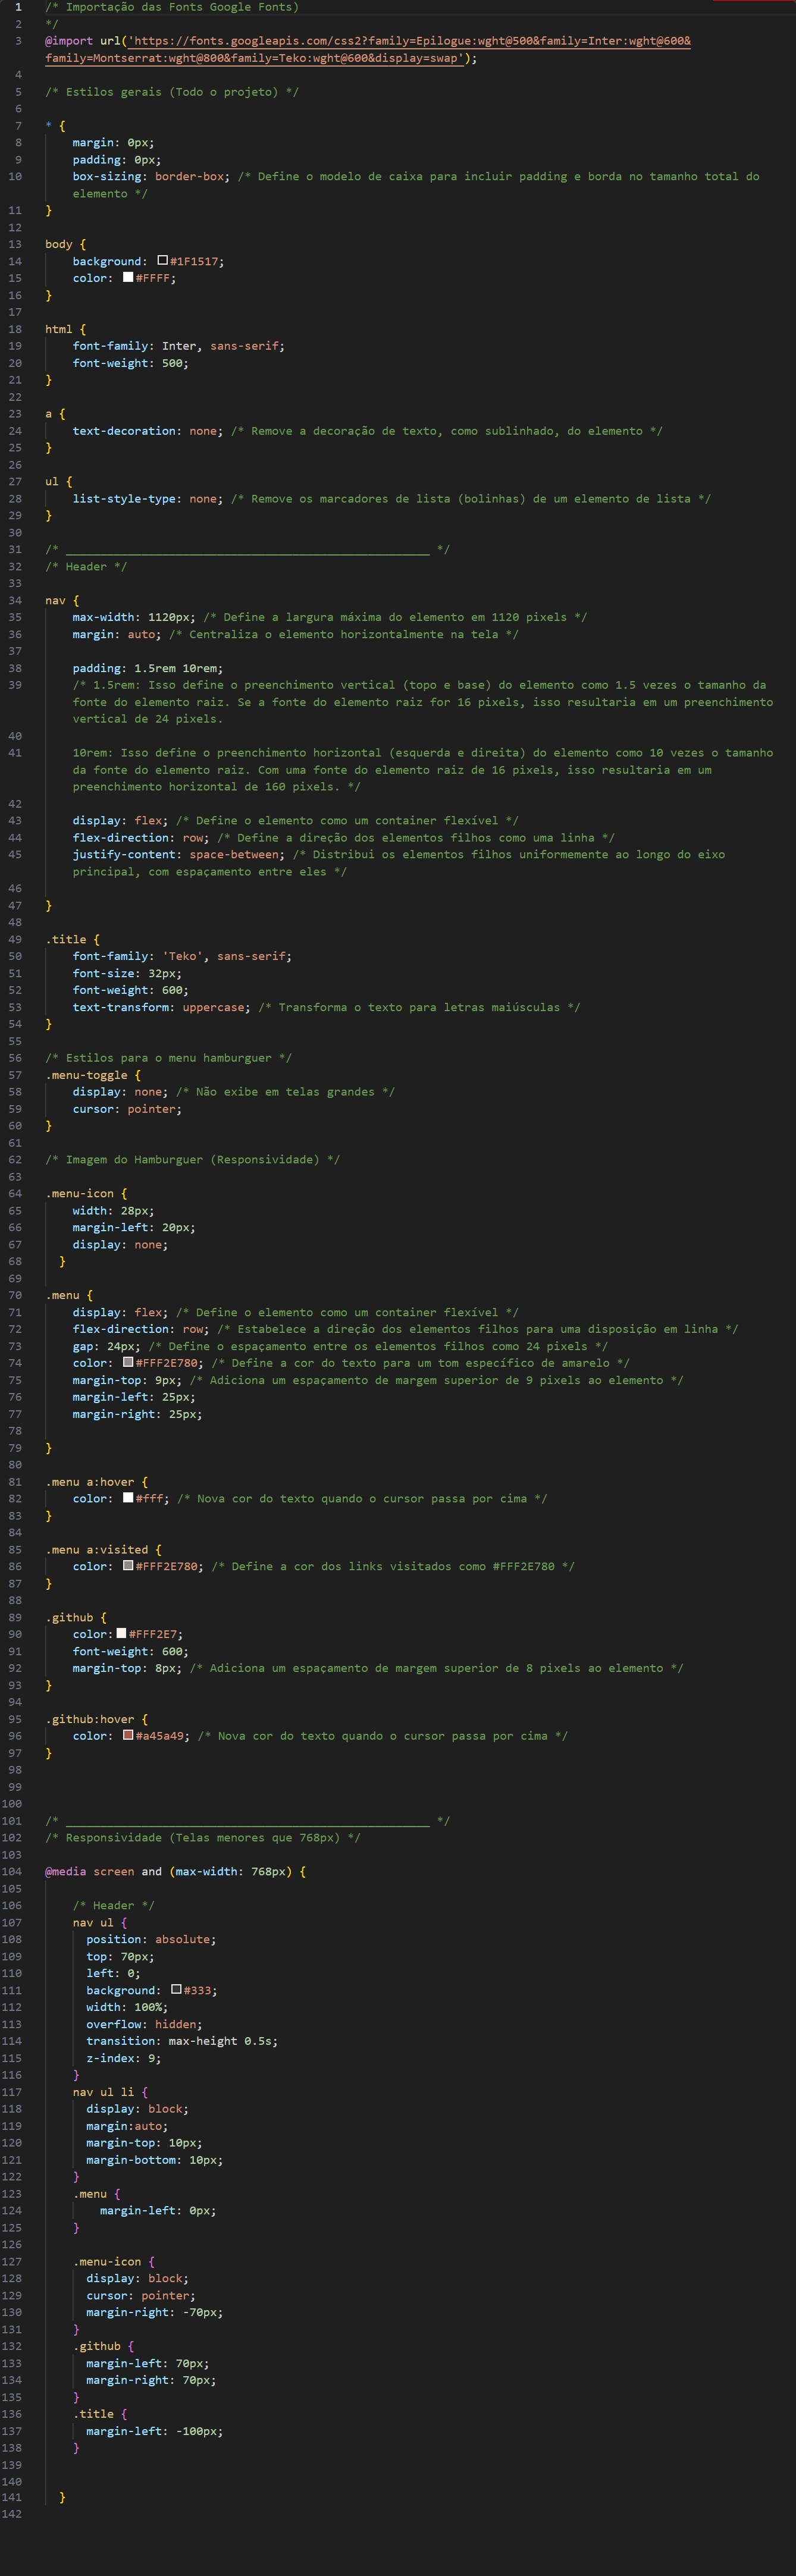 1 /* Importação das Fonts Google Fonts)
2 */
3 @import url('https://fonts.googleapis.com/css2?family=Epilogue:wght@500&family=Inter:wght@600&
family=Montserrat:wght@800&family=Teko:wght@600&display=swap');
4
5 /* Estilos gerais (Todo o projeto) */
6
7 * {
8 margin: 0px;
9 padding: 0px;
10 box-sizing: border-box; /* Define o modelo de caixa para incluir padding e borda no tamanho total do
elemento */
11 }
12
13 body {
14 background: #1F1517;
15 color: #FFFF;
16 }
17
18 html {
19 font-family: Inter, sans-serif;
20 font-weight: 500;
21 }
22
23 a {
24 text-decoration: none; /* Remove a decoração de texto, como sublinhado, do elemento */
25 }
26
27 ul {
28 list-style-type: none; /* Remove os marcadores de lista (bolinhas) de um elemento de lista */
29 }
30
31 /* _____________________________________________________ */
32 /* Header */
33
34 nav {
35 max-width: 1120px; /* Define a largura máxima do elemento em 1120 pixels */
36 margin: auto; /* Centraliza o elemento horizontalmente na tela */
37
38 padding: 1.5rem 10rem;
39 /* 1.5rem: Isso define o preenchimento vertical (topo e base) do elemento como 1.5 vezes o tamanho da
fonte do elemento raiz. Se a fonte do elemento raiz for 16 pixels, isso resultaria em um preenchimento
vertical de 24 pixels.
40
41 10rem: Isso define o preenchimento horizontal (esquerda e direita) do elemento como 10 vezes o tamanho
da fonte do elemento raiz. Com uma fonte do elemento raiz de 16 pixels, isso resultaria em um
preenchimento horizontal de 160 pixels. */
42
43 display: flex; /* Define o elemento como um container flexível */
44 flex-direction: row; /* Define a direção dos elementos filhos como uma linha */
45 justify-content: space-between; /* Distribui os elementos filhos uniformemente ao longo do eixo
principal, com espaçamento entre eles */
46
47 }
48
49 .title {
50 font-family: 'Teko', sans-serif;
51 font-size: 32px;
52 font-weight: 600;
53 text-transform: uppercase; /* Transforma o texto para letras maiúsculas */
54 }
55
56 /* Estilos para o menu hamburguer */
57 .menu-toggle {
58 display: none; /* Não exibe em telas grandes */
59 cursor: pointer;
60 }
61
62 /* Imagem do Hamburguer (Responsividade) */
63
64 .menu-icon {
65 width: 28px;
66 margin-left: 20px;
67 display: none;
68 }
69
70 .menu {
71 display: flex; /* Define o elemento como um container flexível */
72 flex-direction: row; /* Estabelece a direção dos elementos filhos para uma disposição em linha */
73 gap: 24px; /* Define o espaçamento entre os elementos filhos como 24 pixels */
74 color: #FFF2E780; /* Define a cor do texto para um tom específico de amarelo */
75 margin-top: 9px; /* Adiciona um espaçamento de margem superior de 9 pixels ao elemento */
76 margin-left: 25px;
77 margin-right: 25px;
78
79 }
80
81 .menu a:hover {
82 color: #fff; /* Nova cor do texto quando o cursor passa por cima */
83 }
84
85 .menu a:visited {
86 color: #FFF2E780; /* Define a cor dos links visitados como #FFF2E780 */
87 }
88
89 .github {
90 color: #FFF2E7;
91 font-weight: 600;
92 margin-top: 8px; /* Adiciona um espaçamento de margem superior de 8 pixels ao elemento */
93 }
94
95 .github:hover {
96 color: #a45a49; /* Nova cor do texto quando o cursor passa por cima */
97 }
98
99
100
101 /* _____________________________________________________ */
102 /* Responsividade (Telas menores que 768px) */
103
104 @media screen and (max-width: 768px) {
105
106 /* Header */
107 nav ul {
108 position: absolute;
109 top: 70px;
110 left: 0;
111 background: #333;
112 width: 100%;
113 overflow: hidden;
114 transition: max-height 0.5s;
115 z-index: 9;
116 }
117 nav ul li {
118 display: block;
119 margin:auto;
120 margin-top: 10px;
121 margin-bottom: 10px;
122 }
123 .menu {
124 margin-left: 0px;
125 }
126
127 .menu-icon {
128 display: block;
129 cursor: pointer;
130 margin-right: -70px;
131 }
132 .github {
133 margin-left: 70px;
134 margin-right: 70px;
135 }
136 .title {
137 margin-left: -100px;
138 }
139
140
141 }
142